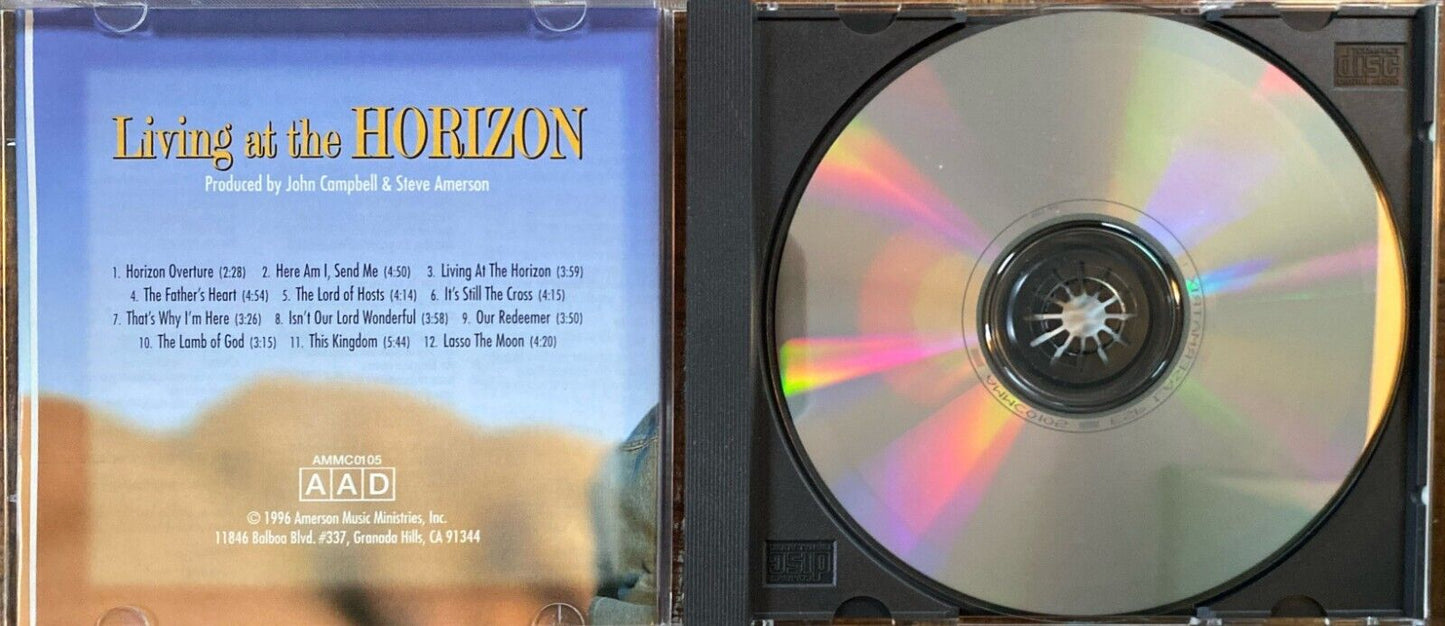 Living at the HORIZON
Produced by John Campbell & Steve Amerson
1. Horizon Overture (2:28) 2. Here Am I, Send Me (4:50) 3. Living At The Horizon (3:59)
4. The Father's Heart (4:54) 5. The Lord of Hosts (4:14) 6. It's Still The Cross (4:15)
7. That's Why I'm Here (3:26) 8. Isn't Our Lord Wonderful (3:58) 9. Our Redeemer (3:50)
10. The Lamb of God (3:15) 11. This Kingdom (5:44) 12. Lasso The Moon (4:20)
AMMC0105
AAD
© 1996 Amerson Music Ministries, Inc.
11846 Balboa Blvd. #337, Granada Hills, CA 91344
COMPACT
disc
AMMC0105
disc